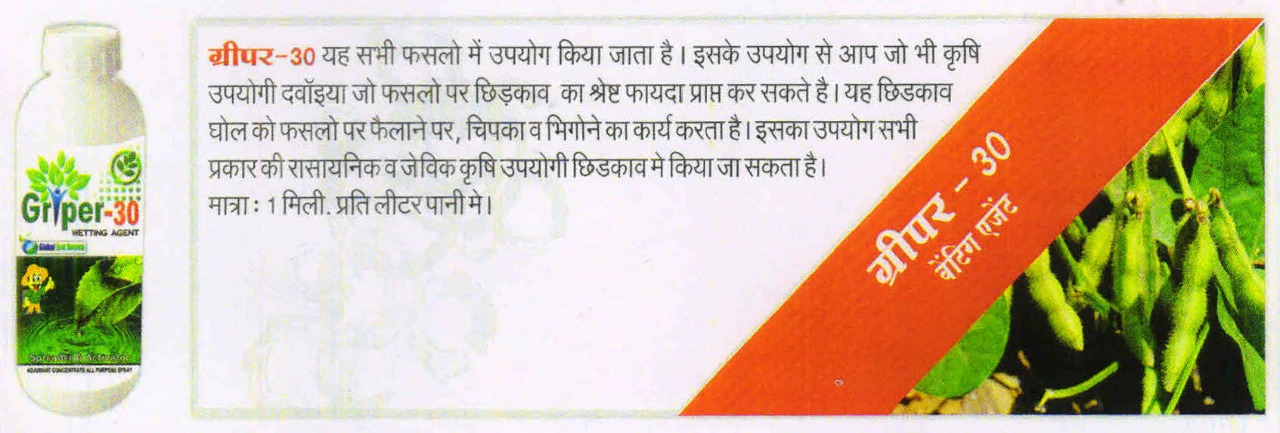 ग्रीपर-30 यह सभी फसलो में उपयोग किया जाता है। इसके उपयोग से आप जो भी कृषि
उपयोगी दवॉइया जो फसलो पर छिड़काव का श्रेष्ट फायदा प्राप्त कर सकते है। यह छिडकाव
घोल को फसलो पर फैलाने पर, चिपका व भिगोने का कार्य करता है। इसका उपयोग सभी
प्रकार की रासायनिक व जेविक कृषि उपयोगी छिडकाव मे किया जा सकता है।
मात्रा : 1 मिली. प्रति लीटर पानी मे।
ग्रीपर - 30
वेंटिग एजेंट
Griper-30
WETTING AGENT
Global
Spreader & Activator
ADJUVANT CONCENTRATE ALL PURPOSE SPRAY